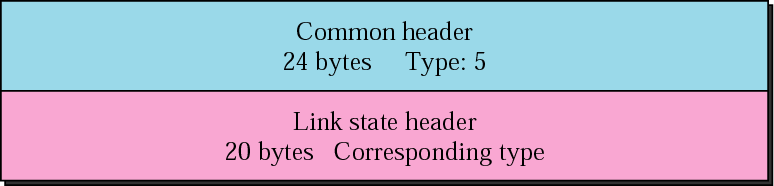 Common header
24 bytes Type: 5
Link state header
20 bytes Corresponding type